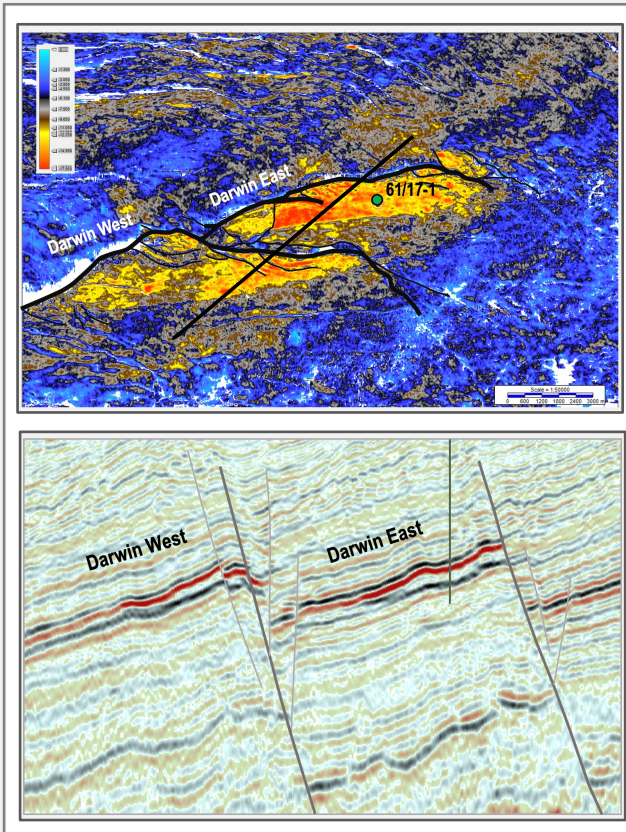 Darwin East
61/17-1
Darwin West
Scale = 1:50000
0 600 1200 1800 2400 3000 m
Darwin West
Darwin East